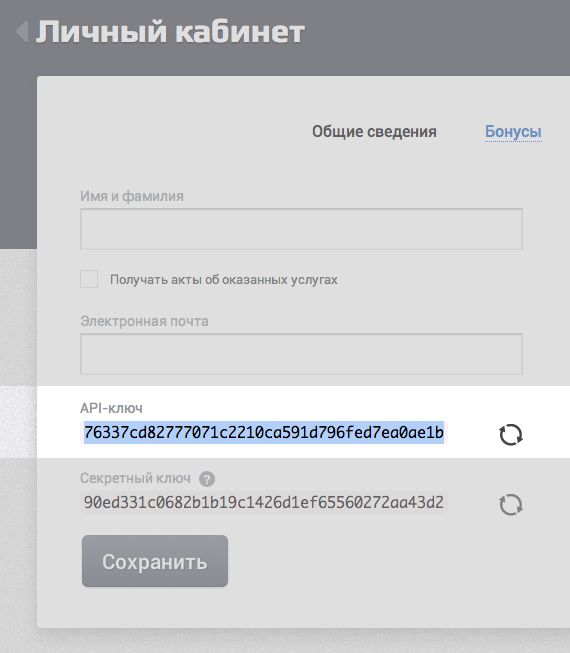 Личный кабинет
Общие сведения Бонусы
Имя и фамилия
Получать акты об оказанных услугах
Электронная почта
API-ключ
76337cd82777071c2210ca591d796fed7ea0ae1b
Секретный ключ ?
90ed331c0682b1b19c1426d1ef65560272aa43d2
Сохранить